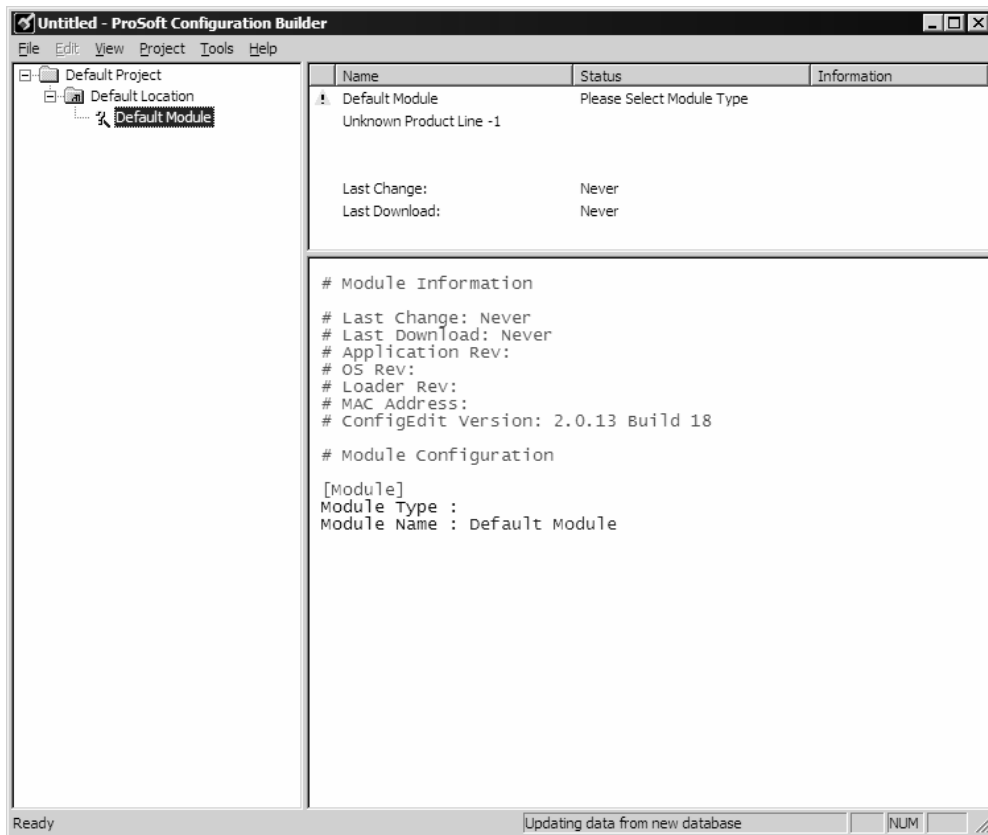 Untitled - ProSoft Configuration Builder
File Edit View Project Tools Help
Default Project
Default Location
Default Module
Name Status Information
Default Module Please Select Module Type
Unknown Product Line -1
Last Change: Never
Last Download: Never
# Module Information
# Last Change: Never
# Last Download: Never
# Application Rev:
# OS Rev:
# Loader Rev:
# MAC Address:
# ConfigEdit Version: 2.0.13 Build 18
# Module Configuration
[Module]
Module Type :
Module Name : Default Module
Ready Updating data from new database NUM